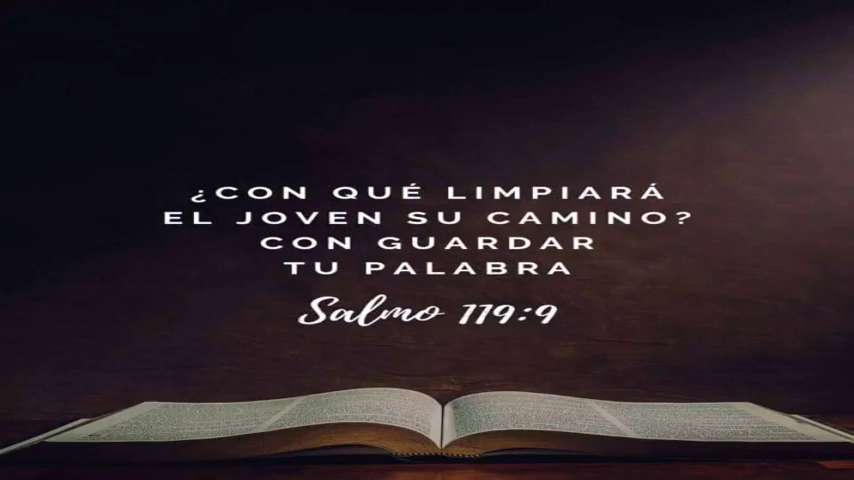 ¿CON QUÉ LIMPIARÁ
EL JOVEN SU CAMINO?
CON GUARDAR
TU PALABRA
Salmo 119:9